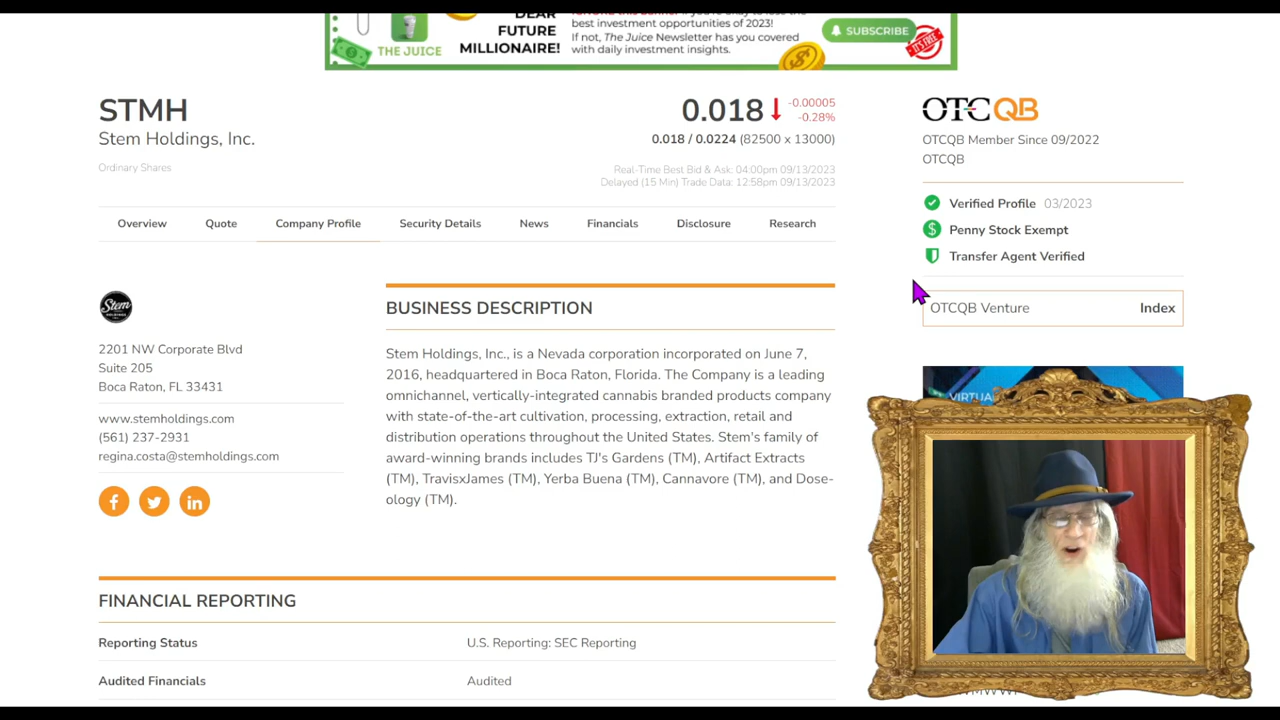 DEAR
FUTURE
MILLIONAIRE!
THE JUICE
best investment opportunities of 2023!
If not, The Juice Newsletter has you covered
with daily investment insights.
SUBSCRIBE
IT'S FREE
STMH
Stem Holdings, Inc.
Ordinary Shares
0.018
-0.00005
-0.28%
0.018 / 0.0224 (82500 x 13000)
Real-Time Best Bid & Ask: 04:00pm 09/13/2023
Delayed (15 Min) Trade Data: 12:58pm 09/13/2023
OTCQB
OTCQB Member Since 09/2022
OTCQB
Verified Profile 03/2023
Penny Stock Exempt
Transfer Agent Verified
OTCQB Venture Index
Overview Quote Company Profile Security Details News Financials Disclosure Research
Stem
HOLDINGS
2201 NW Corporate Blvd
Suite 205
Boca Raton, FL 33431
www.stemholdings.com
(561) 237-2931
regina.costa@stemholdings.com
BUSINESS DESCRIPTION
Stem Holdings, Inc., is a Nevada corporation incorporated on June 7,
2016, headquartered in Boca Raton, Florida. The Company is a leading
omnichannel, vertically-integrated cannabis branded products company
with state-of-the-art cultivation, processing, extraction, retail and
distribution operations throughout the United States. Stem's family of
award-winning brands includes TJ's Gardens (TM), Artifact Extracts
(TM), TravisxJames (TM), Yerba Buena (TM), Cannavore (TM), and Dose-
ology (TM).
FINANCIAL REPORTING
Reporting Status U.S. Reporting: SEC Reporting
Audited Financials Audited